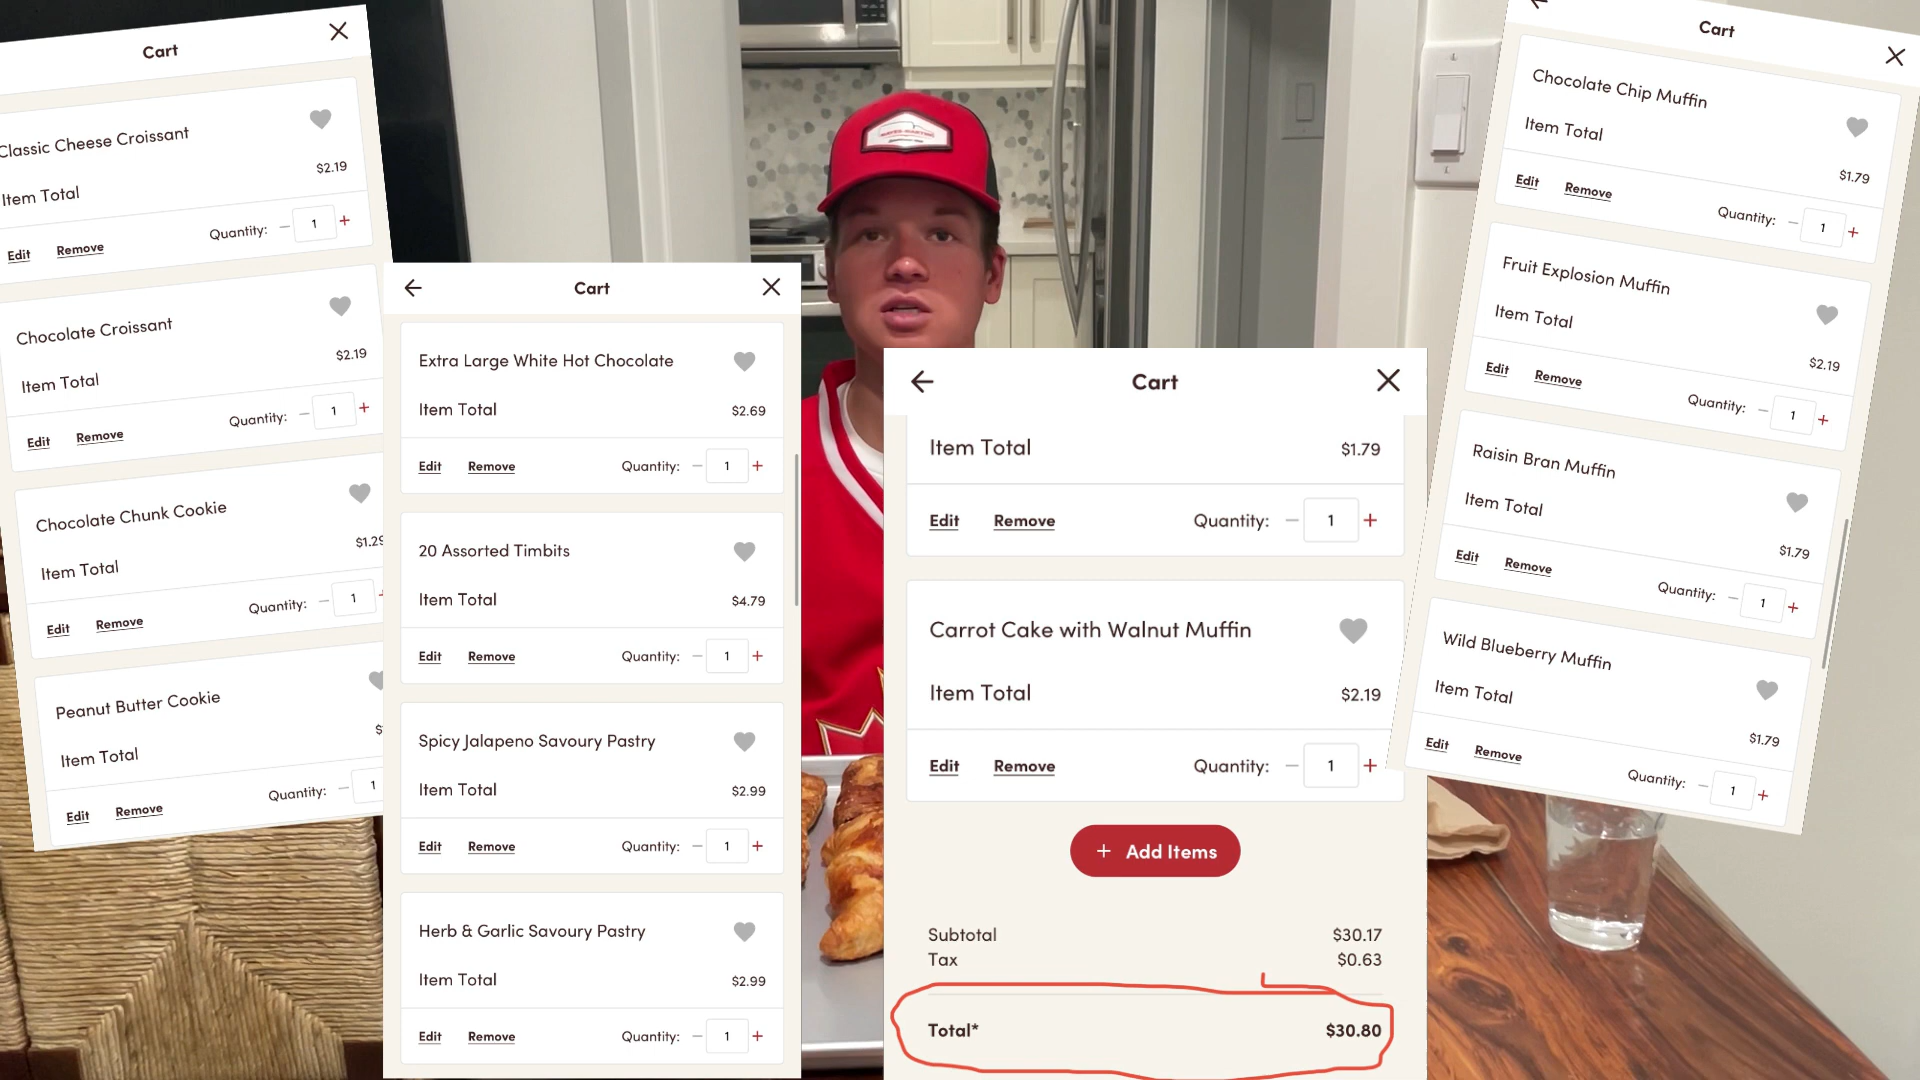 Cart
Classic Cheese Croissant
$2.19
Item Total
Edit Remove Quantity: − 1 +
Chocolate Croissant
$2.19
Item Total
Edit Remove Quantity: − 1 +
Chocolate Chunk Cookie
$1.29
Item Total
Edit Remove Quantity: − 1
Peanut Butter Cookie
$
Item Total
Edit Remove Quantity: − 1
Cart
Extra Large White Hot Chocolate
Item Total $2.69
Edit Remove Quantity: − 1 +
20 Assorted Timbits
Item Total $4.79
Edit Remove Quantity: − 1 +
Spicy Jalapeno Savoury Pastry
Item Total $2.99
Edit Remove Quantity: − 1 +
Herb & Garlic Savoury Pastry
Item Total $2.99
Edit Remove Quantity: − 1 +
Cart
Item Total $1.79
Edit Remove Quantity: − 1 +
Carrot Cake with Walnut Muffin
Item Total $2.19
Edit Remove Quantity: − 1 +
+ Add Items
Subtotal $30.17
Tax $0.63
Total* $30.80
Cart
Chocolate Chip Muffin
Item Total
$1.79
Edit Remove Quantity: − 1 +
Fruit Explosion Muffin
Item Total
$2.19
Edit Remove Quantity: − 1 +
Raisin Bran Muffin
Item Total
$1.79
Edit Remove Quantity: − 1 +
Wild Blueberry Muffin
Item Total
$1.79
Edit Remove Quantity: − 1 +